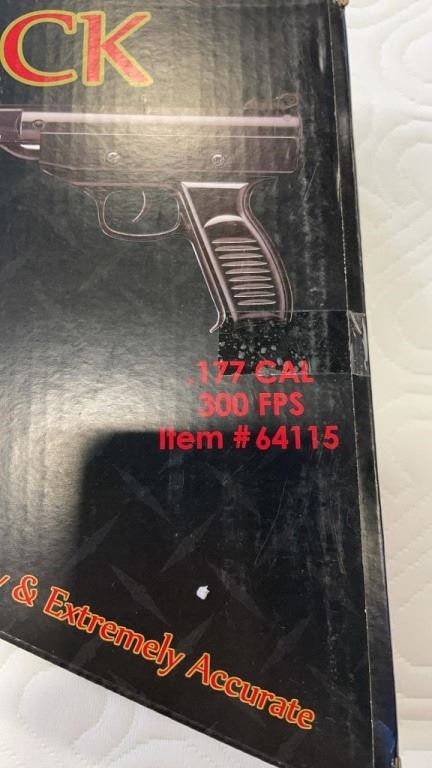 CK
.177 CAL
300 FPS
Item #64115
& Extremely Accurate